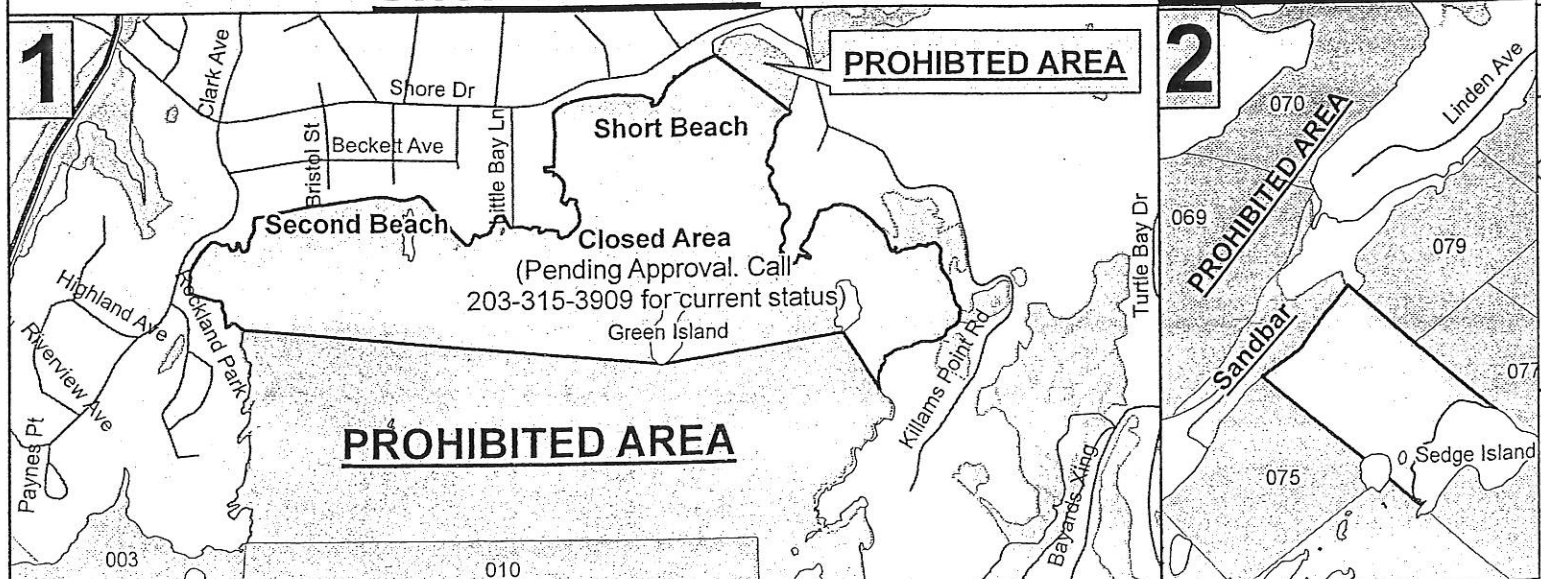 1
Clark Ave
Shore Dr
PROHIBTED AREA
Bristol St
Beckett Ave
Little Bay Ln
Short Beach
Second Beach
Closed Area
(Pending Approval. Call
203-315-3909 for current status)
Green Island
Highland Ave
Rockland Park
Riverview Ave
Paynes Pt
PROHIBITED AREA
Killams Point Rd
Turtle Bay Dr
Bayards Xing
003
010
2
Linden Ave
070
PROHIBITED AREA
069
079
Sandbar
077
Sedge Island
075